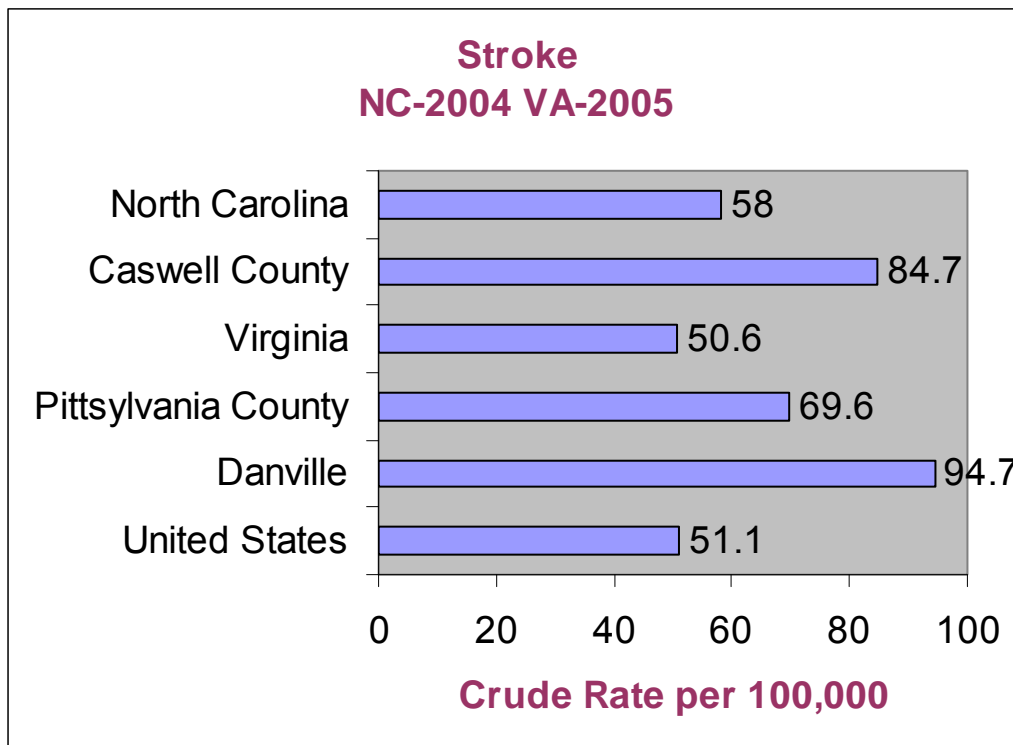 Stroke
NC-2004 VA-2005
North Carolina
58
Caswell County
84.7
Virginia
50.6
Pittsylvania County
69.6
Danville
94.7
United States
51.1
0 20 40 60 80 100
Crude Rate per 100,000